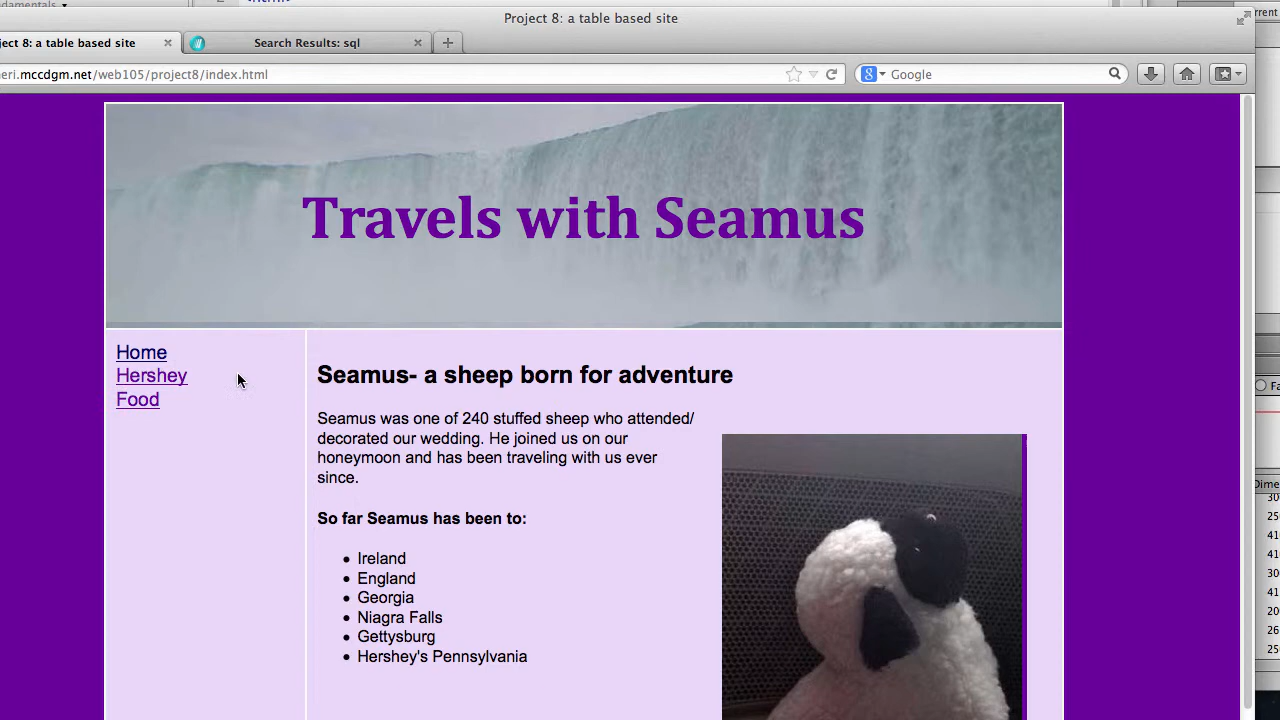 Project 8: a table based site
ject 8: a table based site
Search Results: sql
eri.mccdgm.net/web105/project8/index.html
Google
Travels with Seamus
Home
Hershey
Food
Seamus- a sheep born for adventure
Seamus was one of 240 stuffed sheep who attended/
decorated our wedding. He joined us on our
honeymoon and has been traveling with us ever
since.
So far Seamus has been to:
Ireland
England
Georgia
Niagra Falls
Gettysburg
Hershey's Pennsylvania